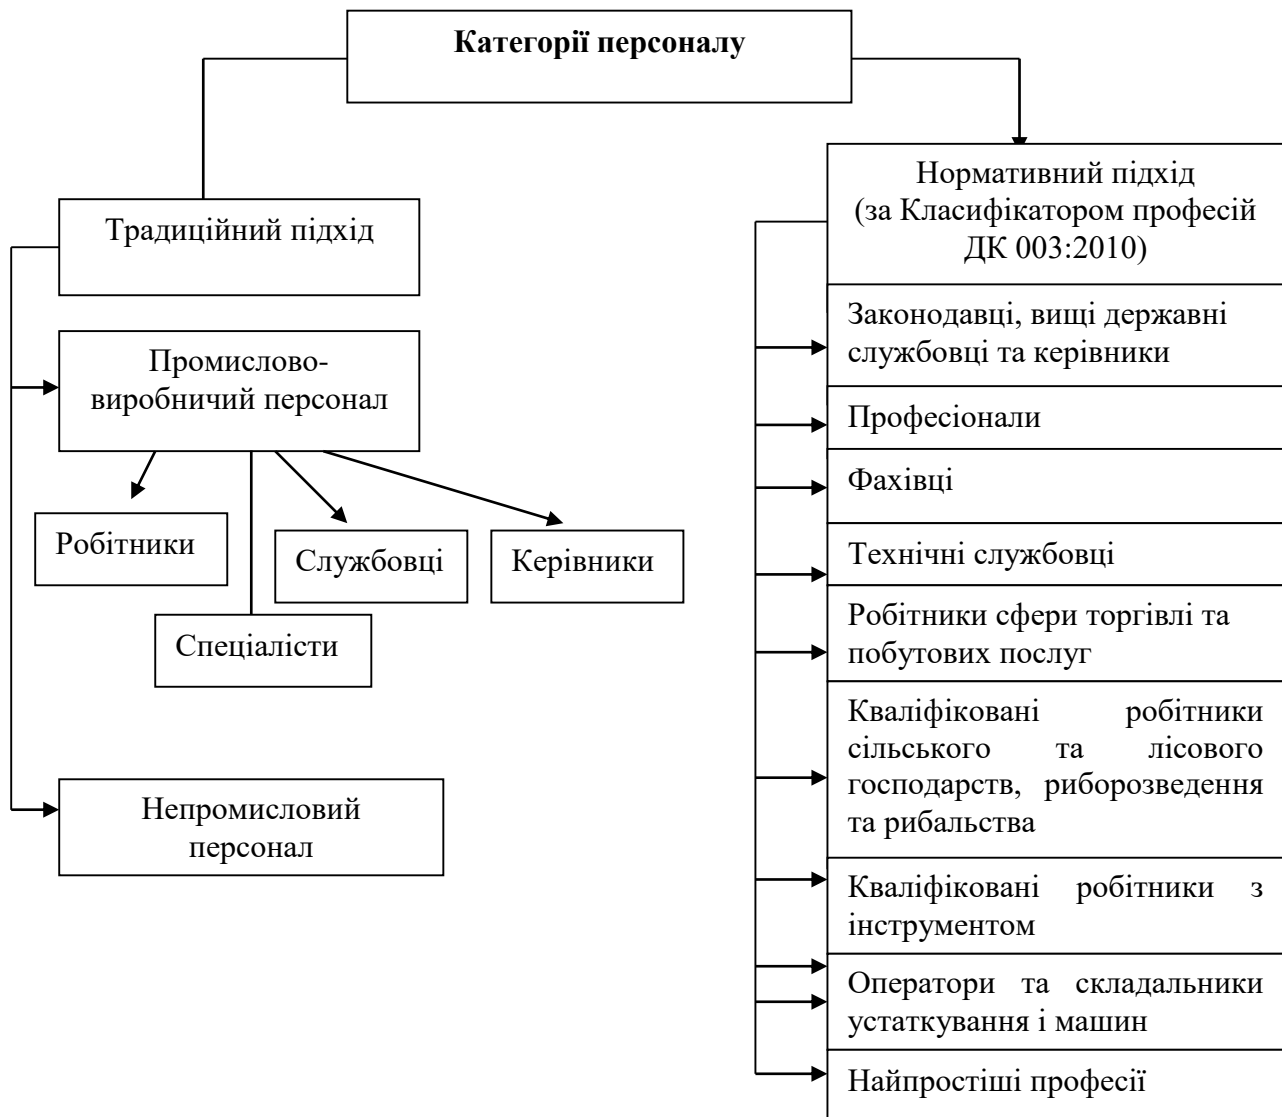 Категорії персоналу
Традиційний підхід
Промислово-
виробничий персонал
Робітники
Службовці
Керівники
Спеціалісти
Непромисловий
персонал
Нормативний підхід
(за Класифікатором професій
ДК 003:2010)
Законодавці, вищі державні
службовці та керівники
Професіонали
Фахівці
Технічні службовці
Робітники сфери торгівлі та
побутових послуг
Кваліфіковані робітники
сільського та лісового
господарств, риборозведення
та рибальства
Кваліфіковані робітники з
інструментом
Оператори та складальники
устаткування і машин
Найпростіші професії